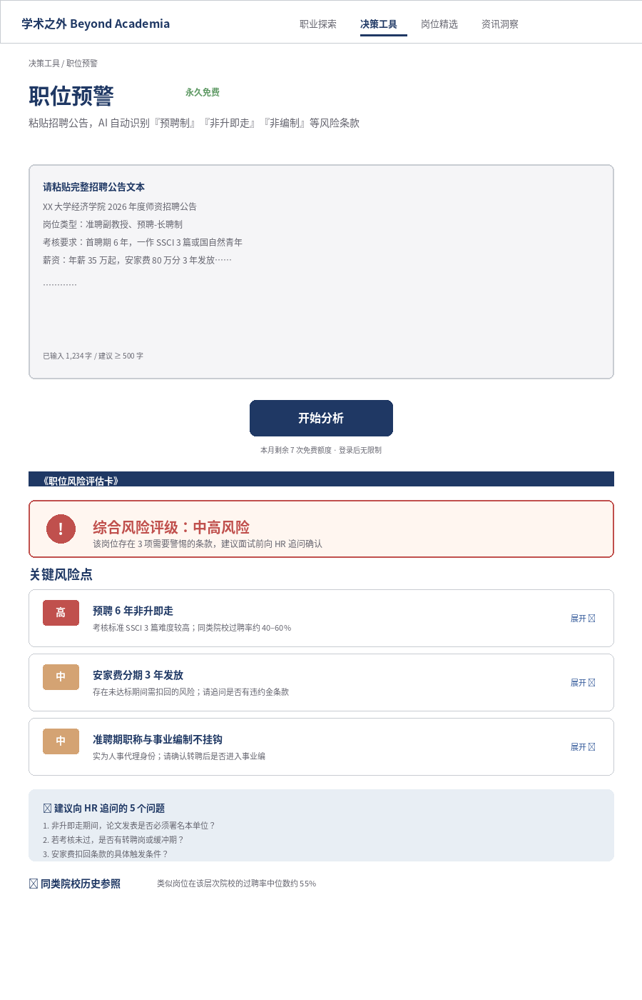 学术之外 Beyond Academia
职业探索 决策工具 岗位精选 资讯洞察
决策工具 / 职位预警
职位预警 永久免费
粘贴招聘公告，AI 自动识别『预聘制』『非升即走』『非编制』等风险条款
请粘贴完整招聘公告文本
XX 大学经济学院 2026 年度师资招聘公告
岗位类型：准聘副教授、预聘-长聘制
考核要求：首聘期 6 年，一作 SSCI 3 篇或国自然青年
薪资：年薪 35 万起，安家费 80 万分 3 年发放……
…………
已输入 1,234 字 / 建议 ≥ 500 字
开始分析
本月剩余 7 次免费额度 · 登录后无限制
《职位风险评估卡》
! 综合风险评级：中高风险
该岗位存在 3 项需要警惕的条款，建议面试前向 HR 追问确认
关键风险点
高 预聘 6 年非升即走
考核标准 SSCI 3 篇难度较高；同类院校过聘率约 40–60%
展开
中 安家费分期 3 年发放
存在未达标期间需扣回的风险；请追问是否有违约金条款
展开
中 准聘期职称与事业编制不挂钩
实为人事代理身份；请确认转聘后是否进入事业编
展开
建议向 HR 追问的 5 个问题
1. 非升即走期间，论文发表是否必须署名本单位？
2. 若考核未过，是否有转聘岗或缓冲期？
3. 安家费扣回条款的具体触发条件？
同类院校历史参照 类似岗位在该层次院校的过聘率中位数约 55%